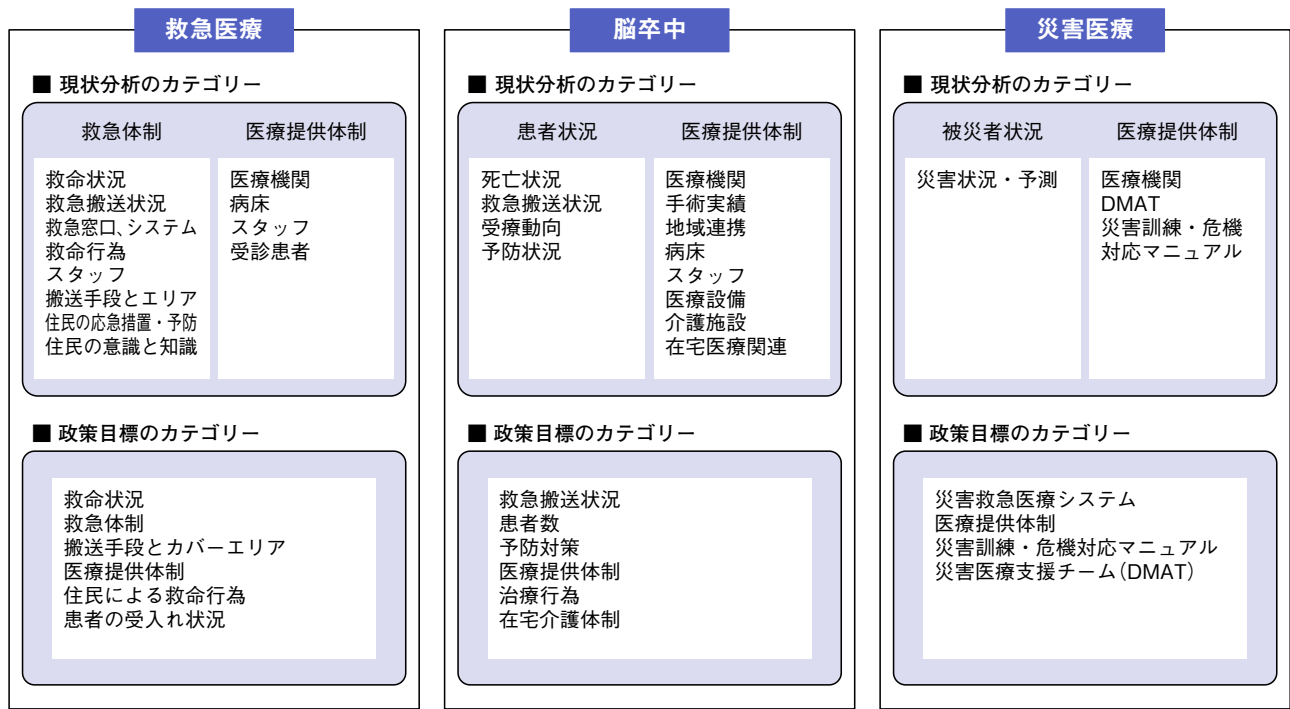 救急医療
■ 現状分析のカテゴリー
救急体制
救命状況
救急搬送状況
救急窓口、システム
救命行為
スタッフ
搬送手段とエリア
住民の応急措置・予防
住民の意識と知識
医療提供体制
医療機関
病床
スタッフ
受診患者
■ 政策目標のカテゴリー
救命状況
救急体制
搬送手段とカバーエリア
医療提供体制
住民による救命行為
患者の受入れ状況
脳卒中
■ 現状分析のカテゴリー
患者状況
死亡状況
救急搬送状況
受療動向
予防状況
医療提供体制
医療機関
手術実績
地域連携
病床
スタッフ
医療設備
介護施設
在宅医療関連
■ 政策目標のカテゴリー
救急搬送状況
患者数
予防対策
医療提供体制
治療行為
在宅介護体制
災害医療
■ 現状分析のカテゴリー
被災者状況
災害状況・予測
医療提供体制
医療機関
DMAT
災害訓練・危機
対応マニュアル
■ 政策目標のカテゴリー
災害救急医療システム
医療提供体制
災害訓練・危機対応マニュアル
災害医療支援チーム(DMAT)